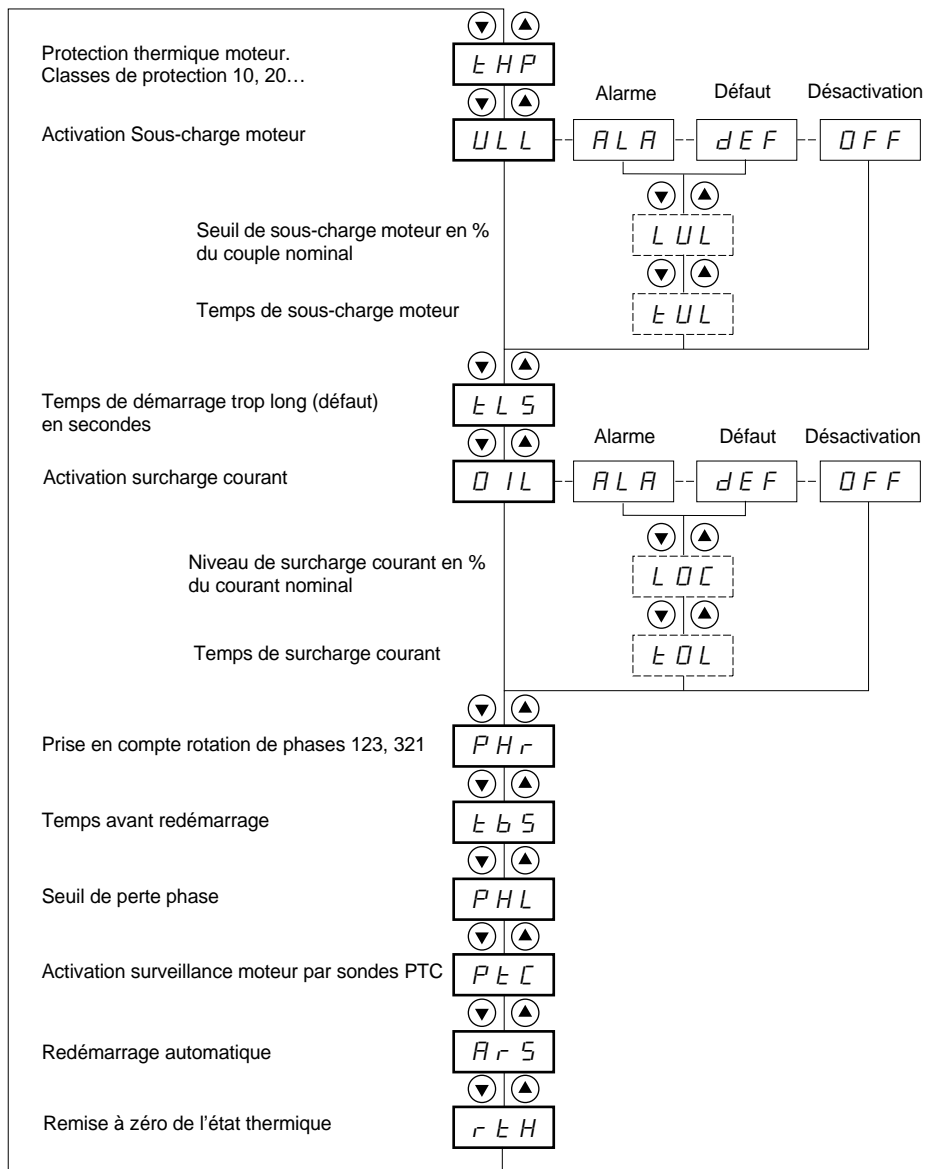 Protection thermique moteur.
Classes de protection 10, 20…
tHP
Alarme Défaut Désactivation
Activation Sous-charge moteur
ULL ALA dEF OFF
Seuil de sous-charge moteur en %
du couple nominal
LUL
Temps de sous-charge moteur
tUL
Temps de démarrage trop long (défaut)
en secondes
tLS
Alarme Défaut Désactivation
Activation surcharge courant
OIL ALA dEF OFF
Niveau de surcharge courant en %
du courant nominal
LOC
Temps de surcharge courant
tOL
Prise en compte rotation de phases 123, 321
PHr
Temps avant redémarrage
tbS
Seuil de perte phase
PHL
Activation surveillance moteur par sondes PTC
PtC
Redémarrage automatique
ArS
Remise à zéro de l’état thermique
rtH